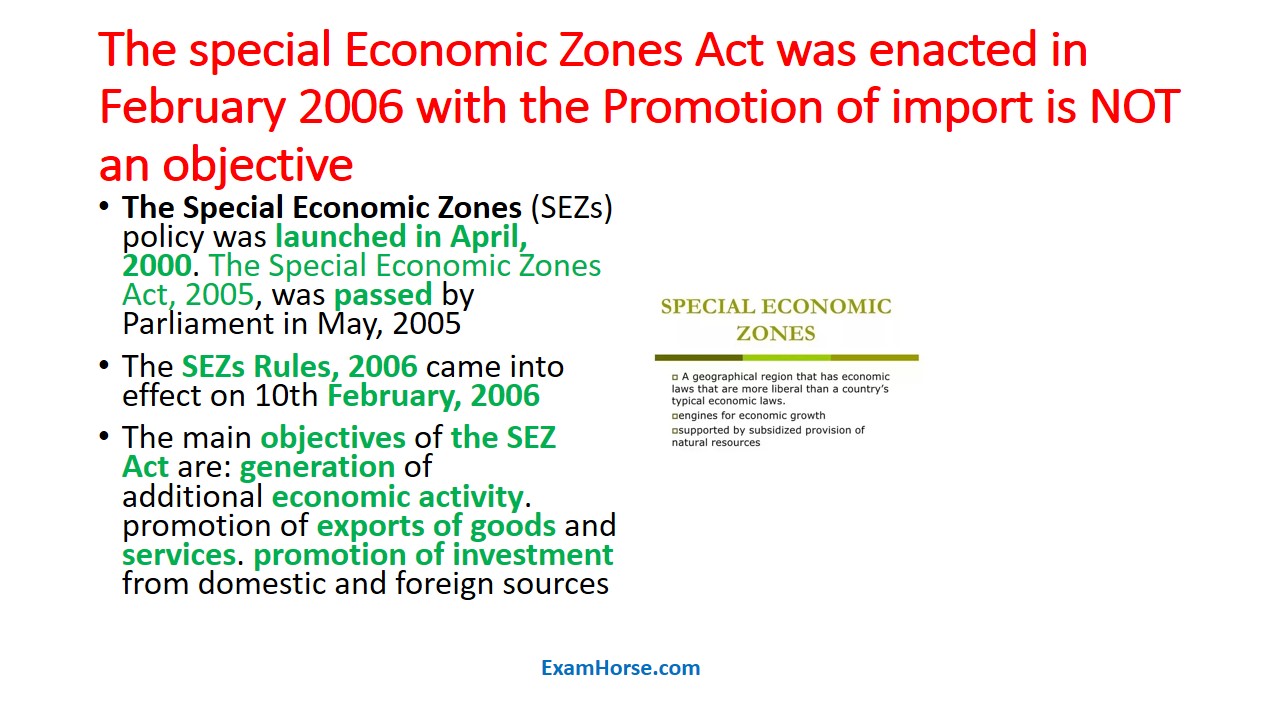 The special Economic Zones Act was enacted in
February 2006 with the Promotion of import is NOT
an objective
• The Special Economic Zones (SEZs)
policy was launched in April,
2000. The Special Economic Zones
Act, 2005, was passed by
Parliament in May, 2005
• The SEZs Rules, 2006 came into
effect on 10th February, 2006
• The main objectives of the SEZ
Act are: generation of
additional economic activity.
promotion of exports of goods and
services. promotion of investment
from domestic and foreign sources
SPECIAL ECONOMIC
ZONES
□ A geographical region that has economic
laws that are more liberal than a country's
typical economic laws.
□engines for economic growth
□supported by subsidized provision of
natural resources
ExamHorse.com